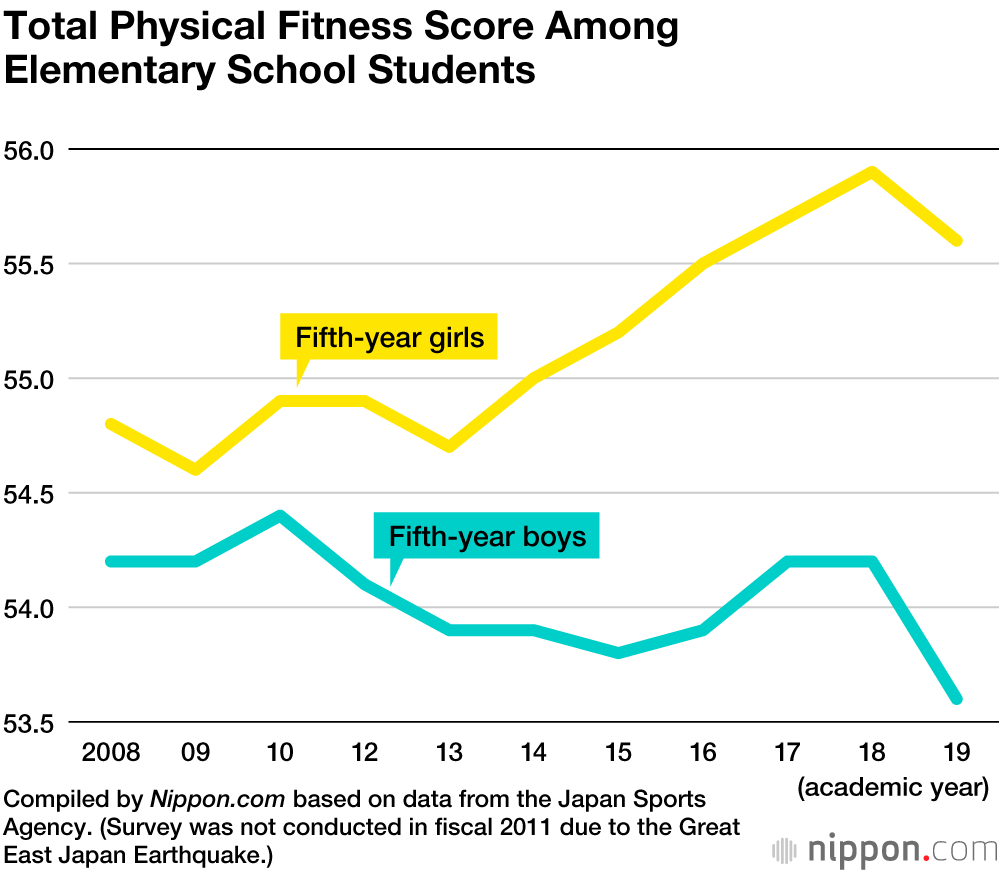 Total Physical Fitness Score Among
Elementary School Students
56.0
55.5
Fifth-year girls
55.0
54.5
Fifth-year boys
54.0
53.5
2008 09 10 12 13 14 15 16 17 18 19
(academic year)
Compiled by Nippon.com based on data from the Japan Sports
Agency. (Survey was not conducted in fiscal 2011 due to the Great
East Japan Earthquake.)
nippon.com